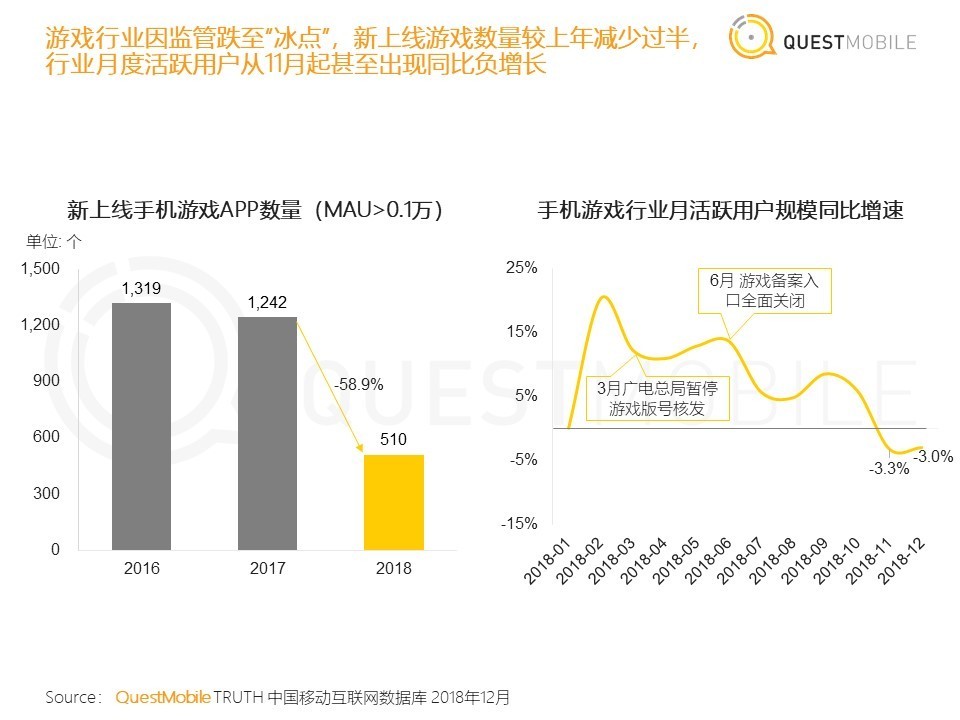 游戏行业因监管跌至“冰点”，新上线游戏数量较上年减少过半，
行业月度活跃用户从11月起甚至出现同比负增长
QUESTMOBILE
新上线手机游戏APP数量（MAU>0.1万）
单位: 个
1,500
1,200
900
600
300
0
1,319
1,242
-58.9%
510
2016
2017
2018
手机游戏行业月活跃用户规模同比增速
25%
15%
5%
-5%
-15%
6月 游戏备案入
口全面关闭
3月广电总局暂停
游戏版号核发
-3.3%
-3.0%
2018-01
2018-02
2018-03
2018-04
2018-05
2018-06
2018-07
2018-08
2018-09
2018-10
2018-11
2018-12
QUESTMOBILE
Source： QuestMobile TRUTH 中国移动互联网数据库 2018年12月